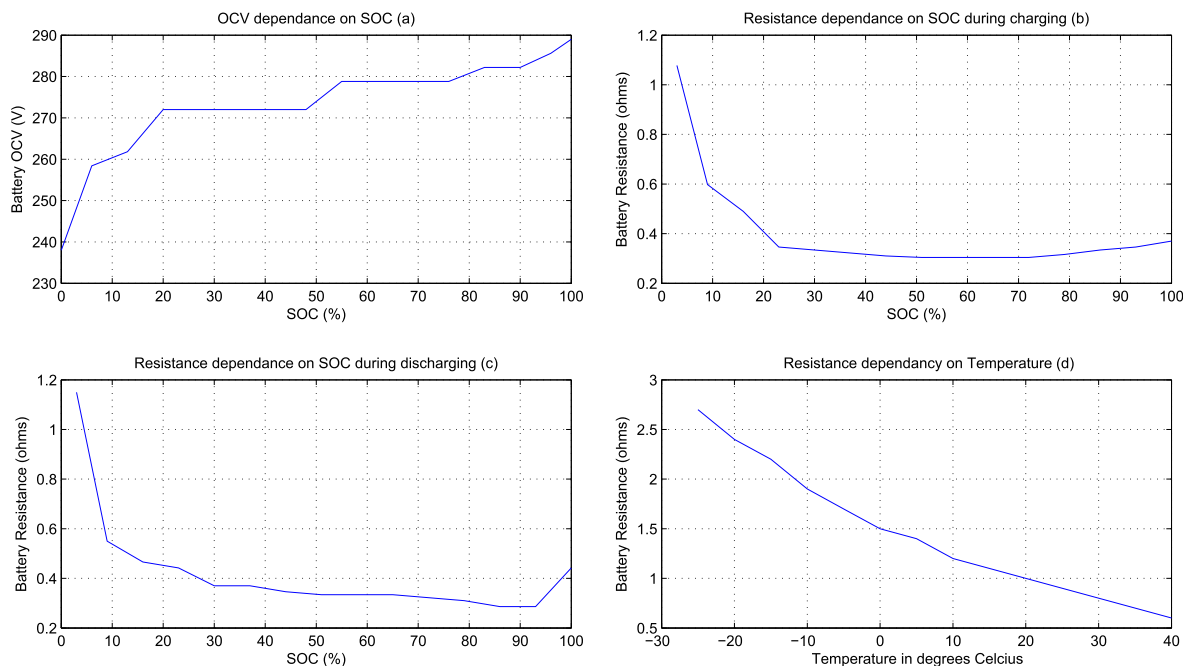 OCV dependance on SOC (a)
Battery OCV (V)
290
280
270
260
250
240
230
0 10 20 30 40 50 60 70 80 90 100
SOC (%)
Resistance dependance on SOC during charging (b)
Battery Resistance (ohms)
1.2
1
0.8
0.6
0.4
0.2
0 10 20 30 40 50 60 70 80 90 100
SOC (%)
Resistance dependance on SOC during discharging (c)
Battery Resistance (ohms)
1.2
1
0.8
0.6
0.4
0.2
0 10 20 30 40 50 60 70 80 90 100
SOC (%)
Resistance dependancy on Temperature (d)
Battery Resistance (ohms)
3
2.5
2
1.5
1
0.5
−30 −20 −10 0 10 20 30 40
Temperature in degrees Celcius